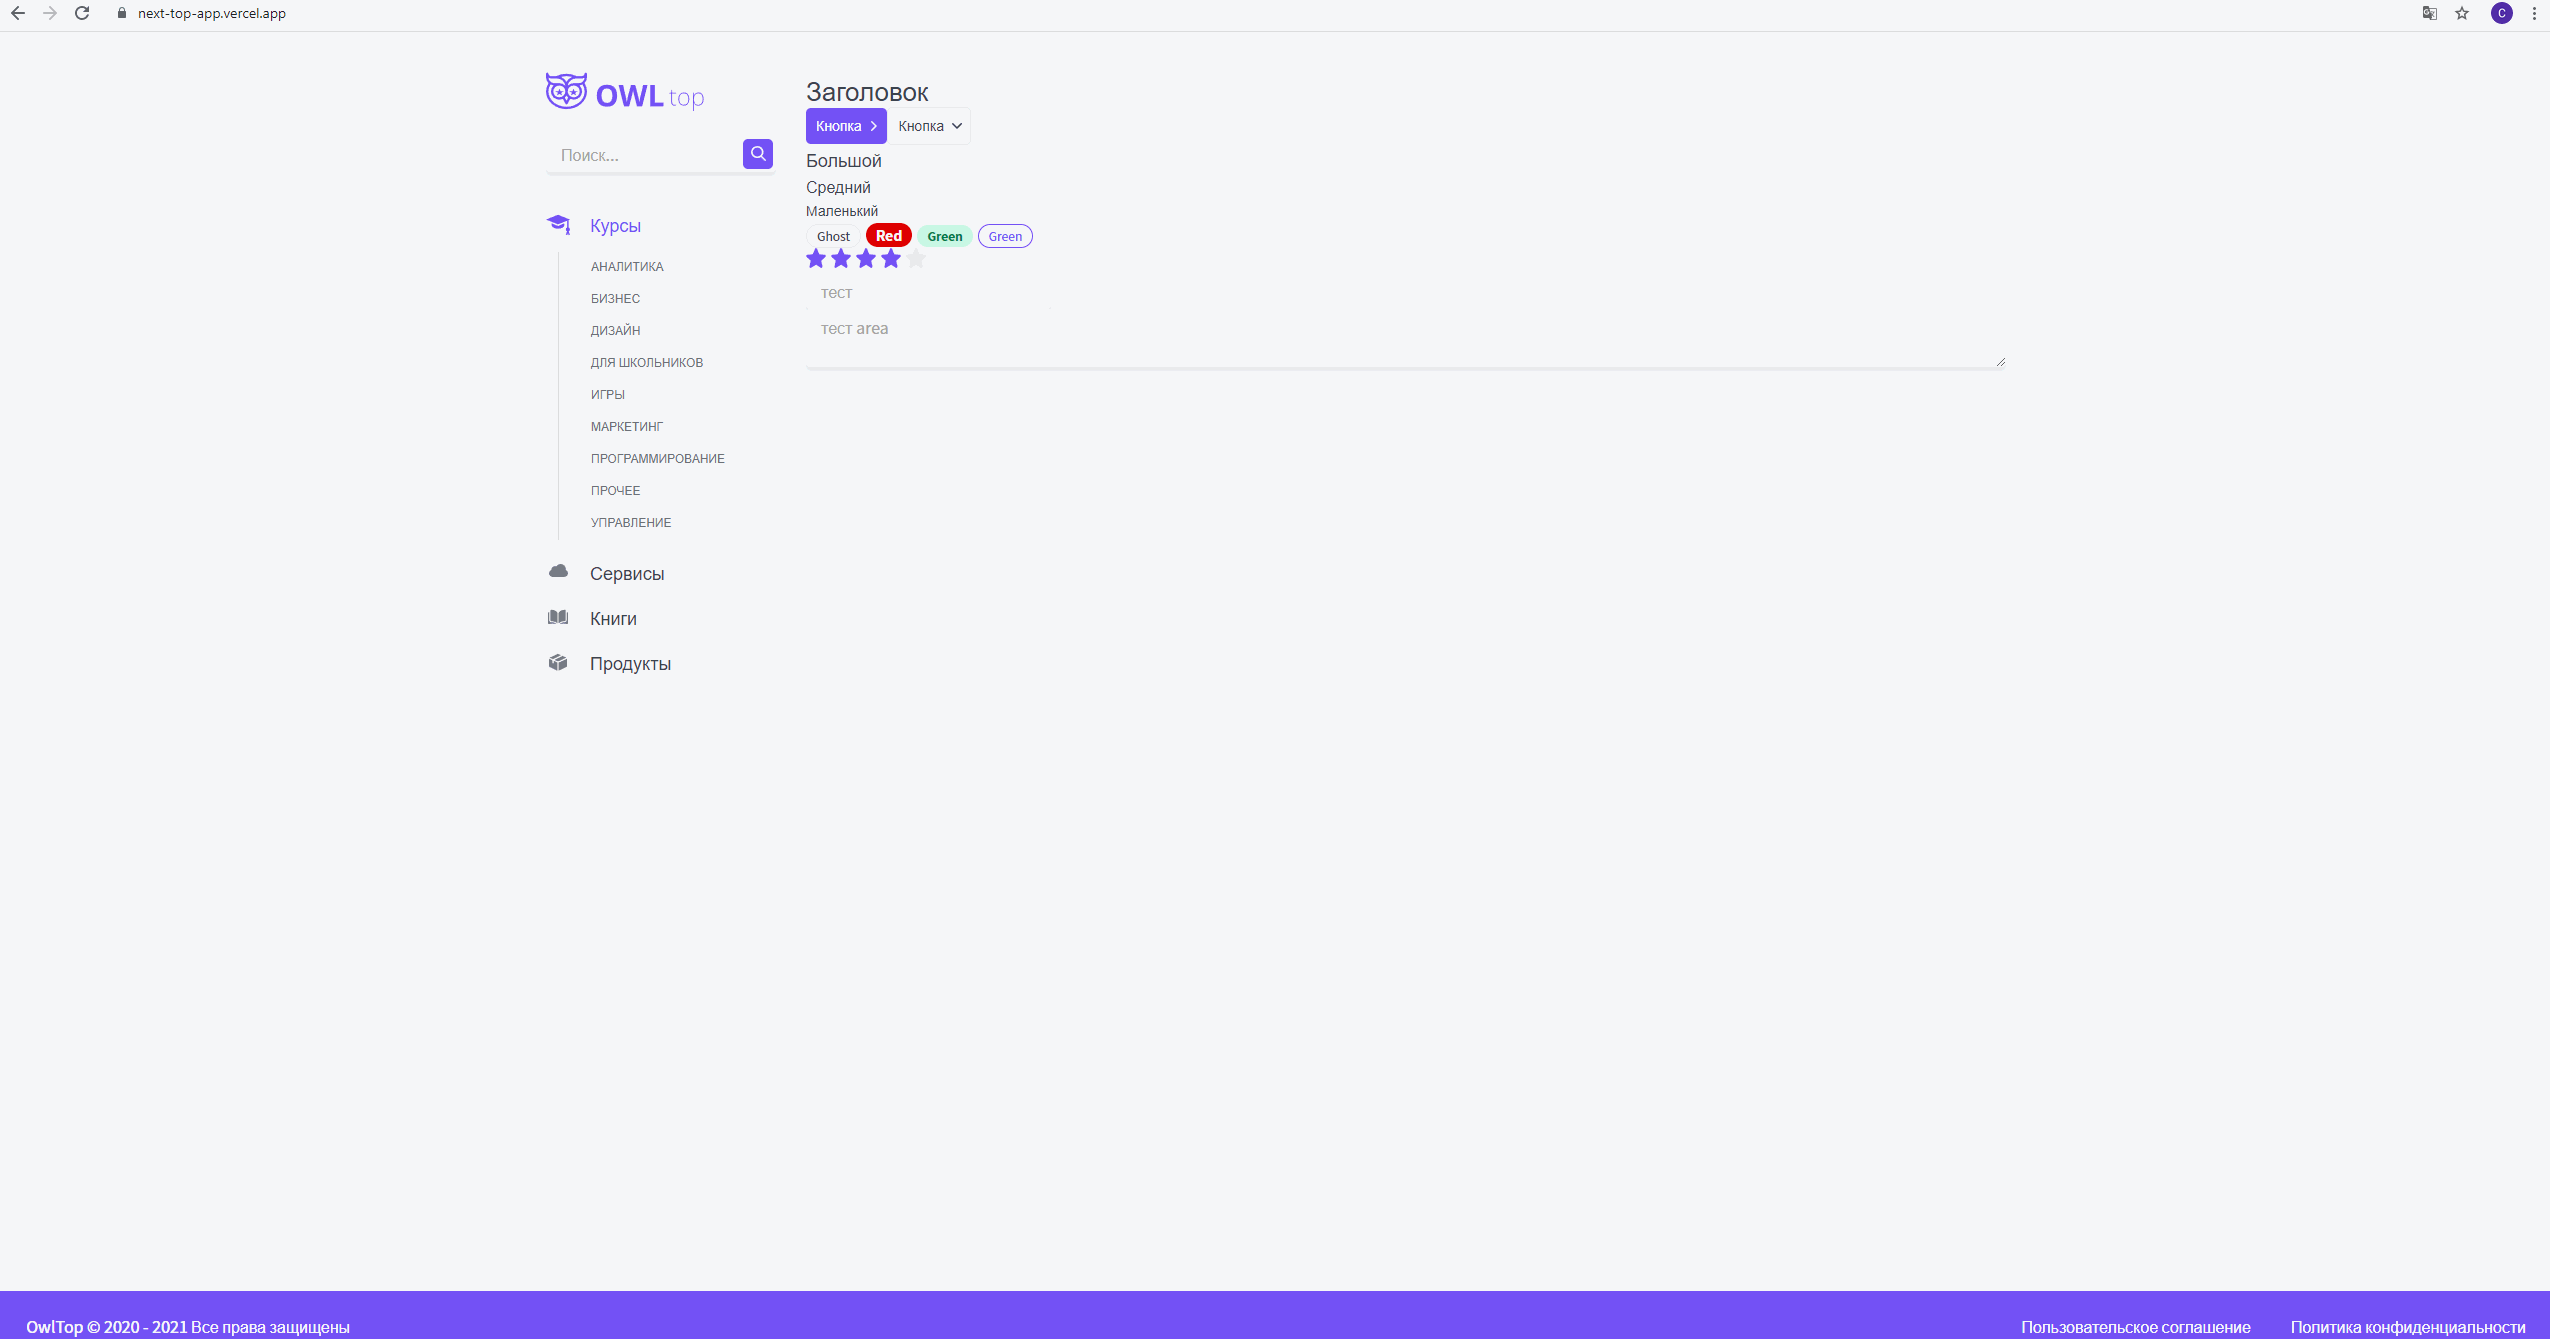 next-top-app.vercel.app
C
OWL top
Поиск...
Курсы
АНАЛИТИКА
БИЗНЕС
ДИЗАЙН
ДЛЯ ШКОЛЬНИКОВ
ИГРЫ
МАРКЕТИНГ
ПРОГРАММИРОВАНИЕ
ПРОЧЕЕ
УПРАВЛЕНИЕ
Сервисы
Книги
Продукты
Заголовок
Кнопка Кнопка
Большой
Средний
Маленький
Ghost Red Green Green
тест
тест area
OwlTop © 2020 - 2021 Все права защищены
Пользовательское соглашение Политика конфиденциальности